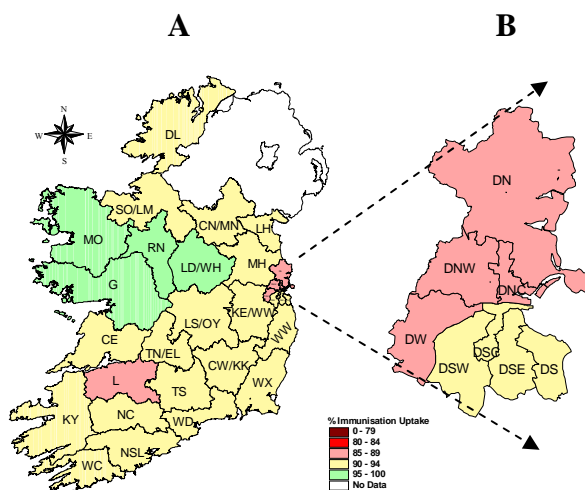 A B
N
W E
S
DL
SO/LM
CN/MN
LH
MO
RN
LD/WH
MH
G
LS/OY
KE/WW
WW
CE
TN/EL
CW/KK
L
TS
WX
KY
NC
WD
NSL
WC
DN
DNW
DNC
DW
DSC
DSW
DSE
DS
% Immunisation Uptake
0 - 79
80 - 84
85 - 89
90 - 94
95 - 100
No Data